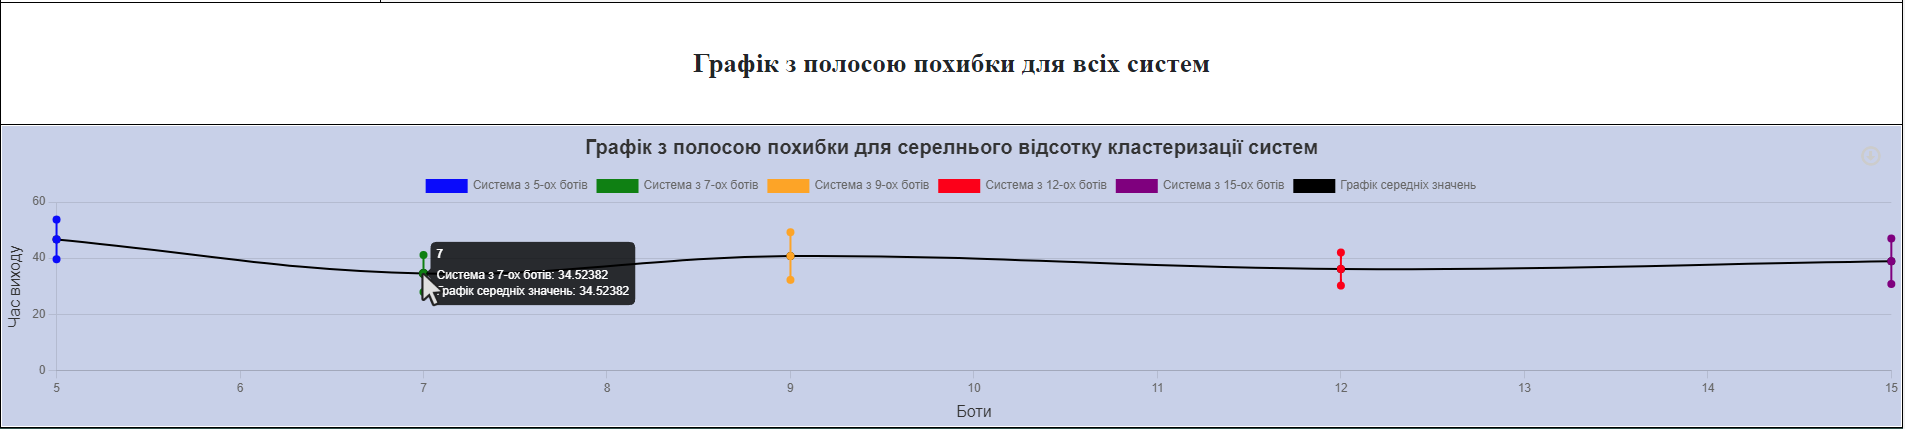 Графік з полосою похибки для всіх систем
Графік з полосою похибки для серелнього відсотку кластеризації систем
Система з 5-ох ботів Система з 7-ох ботів Система з 9-ох ботів Система з 12-ох ботів Система з 15-ох ботів Графік середніх значень
60
40
20
0
Час виходу
7
Система з 7-ох ботів: 34.52382
Графік середніх значень: 34.52382
5 6 7 8 9 10 11 12 13 14 15
Боти